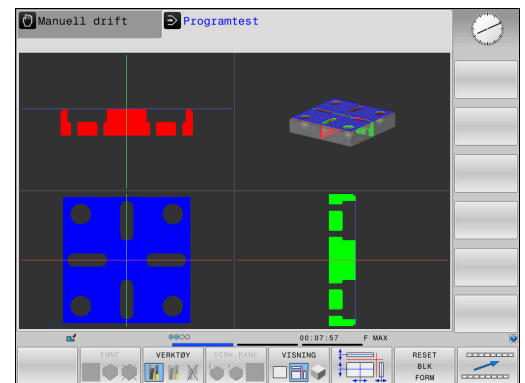 Manuell drift
Programtest
00:07:57 F MAX
EMNE
VERKTØY
VERK.BANE
VISNING
RESET
BLK
FORM